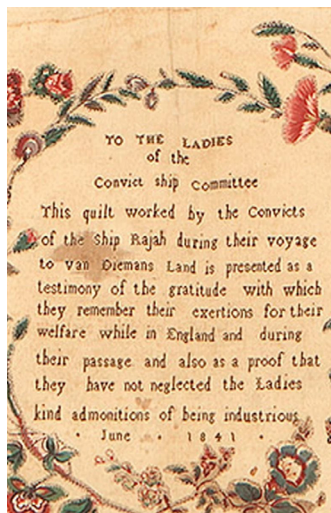 TO THE LADIES
of the
Convict ship Committee
This quilt worked by the Convicts
of the Ship Rajah during their voyage
to van Diemans Land is presented as a
testimony of the gratitude with which
they remember their exertions for their
welfare while in England and during
their passage and also as a proof that
they have not neglected the Ladies
kind admonitions of being industrious
· June · 1841 ·